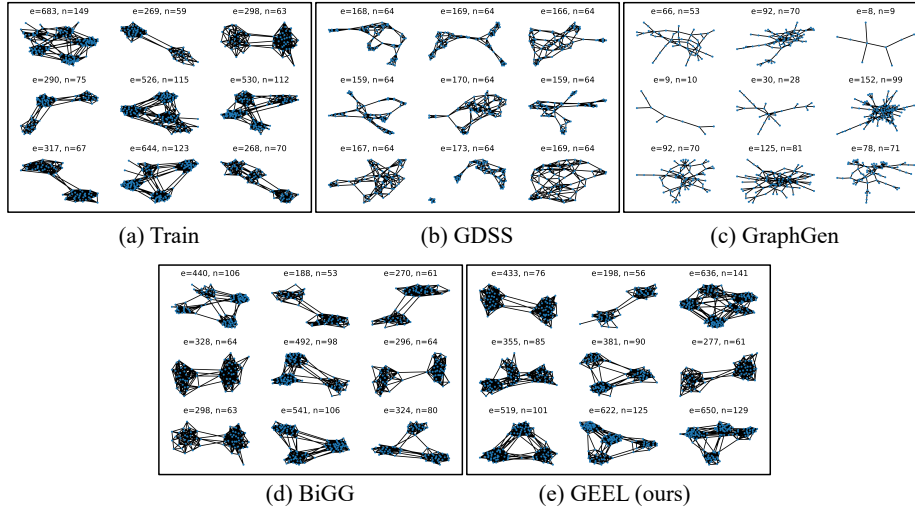 e=683, n=149 e=269, n=59 e=298, n=63
e=290, n=75 e=526, n=115 e=530, n=112
e=317, n=67 e=644, n=123 e=268, n=70
(a) Train
e=168, n=64 e=169, n=64 e=166, n=64
e=159, n=64 e=170, n=64 e=159, n=64
e=167, n=64 e=173, n=64 e=169, n=64
(b) GDSS
e=66, n=53 e=92, n=70 e=8, n=9
e=9, n=10 e=30, n=28 e=152, n=99
e=92, n=70 e=125, n=81 e=78, n=71
(c) GraphGen
e=440, n=106 e=188, n=53 e=270, n=61
e=328, n=64 e=492, n=98 e=296, n=64
e=298, n=63 e=541, n=106 e=324, n=80
(d) BiGG
e=433, n=76 e=198, n=56 e=636, n=141
e=355, n=85 e=381, n=90 e=277, n=61
e=519, n=101 e=622, n=125 e=650, n=129
(e) GEEL (ours)